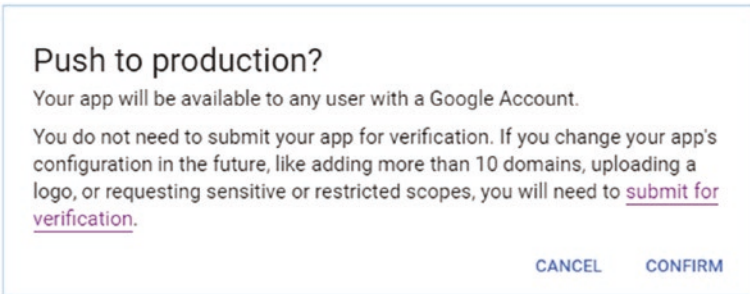 Push to production?
Your app will be available to any user with a Google Account.
You do not need to submit your app for verification. If you change your app's
configuration in the future, like adding more than 10 domains, uploading a
logo, or requesting sensitive or restricted scopes, you will need to submit for
verification.
CANCEL CONFIRM